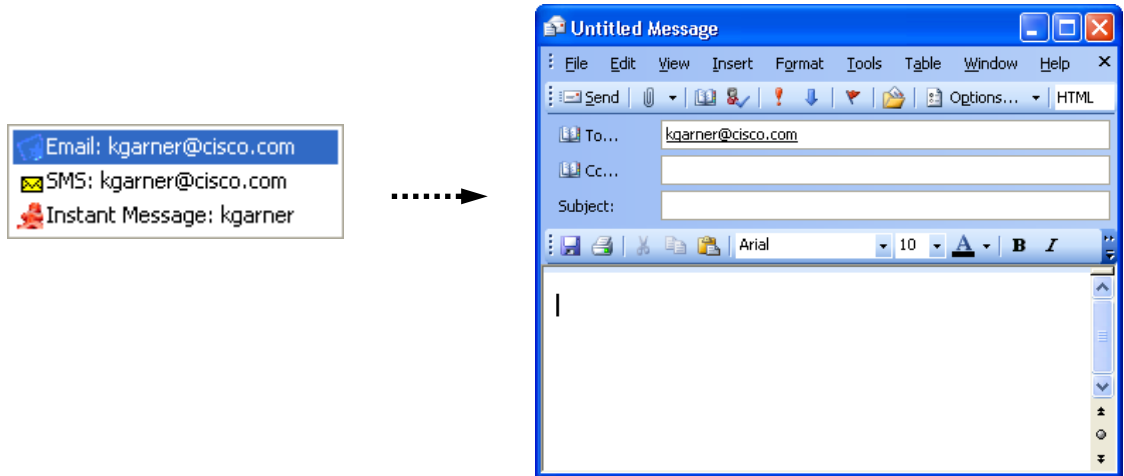 Email: kgarner@cisco.com
SMS: kgarner@cisco.com
Instant Message: kgarner
Untitled Message
File Edit View Insert Format Tools Table Window Help
Send Options... HTML
To... kgarner@cisco.com
Cc...
Subject:
Arial 10 A B I